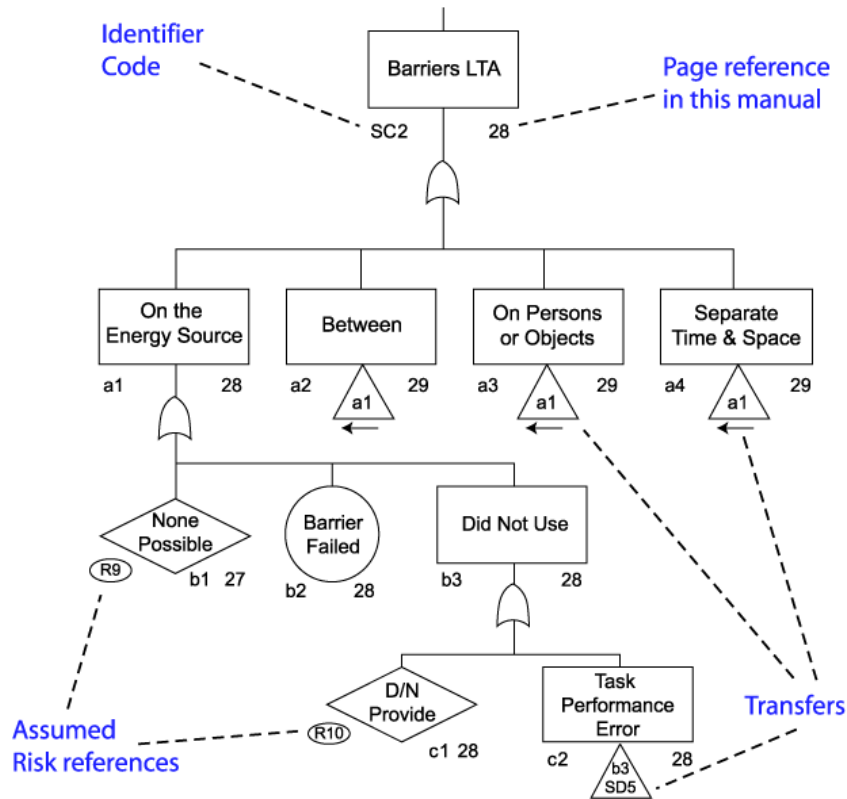 Identifier
Code
Barriers LTA
Page reference
in this manual
SC2
28
On the
Energy Source
Between
On Persons
or Objects
Separate
Time & Space
a1
28
a2
29
a3
29
a4
29
a1
a1
a1
None
Possible
Barrier
Failed
Did Not Use
R9
b1
27
b2
28
b3
28
D/N
Provide
Task
Performance
Error
Transfers
Assumed
Risk references
R10
c1
28
c2
28
b3
SD5